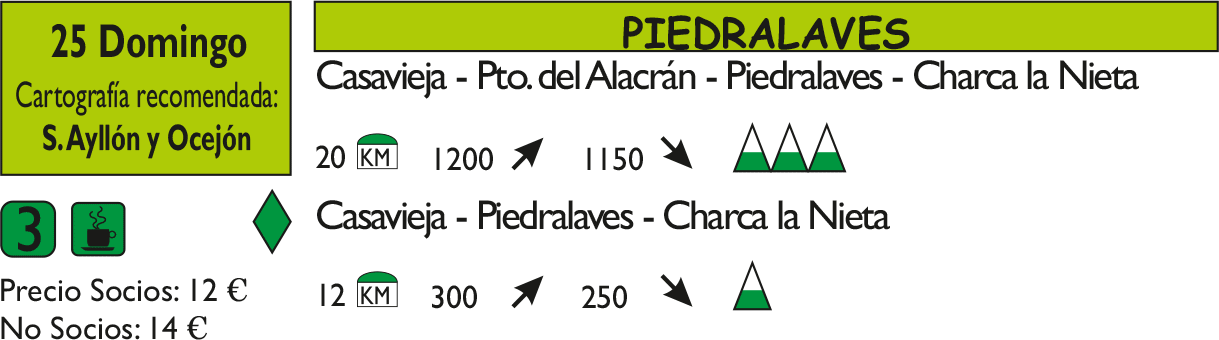 25 Domingo
Cartografía recomendada:
S. Ayllón y Ocejón
3
Precio Socios: 12 €
No Socios: 14 €
PIEDRALAVES
Casavieja - Pto. del Alacrán - Piedralaves - Charca la Nieta
20 KM 1200 1150
Casavieja - Piedralaves - Charca la Nieta
12 KM 300 250